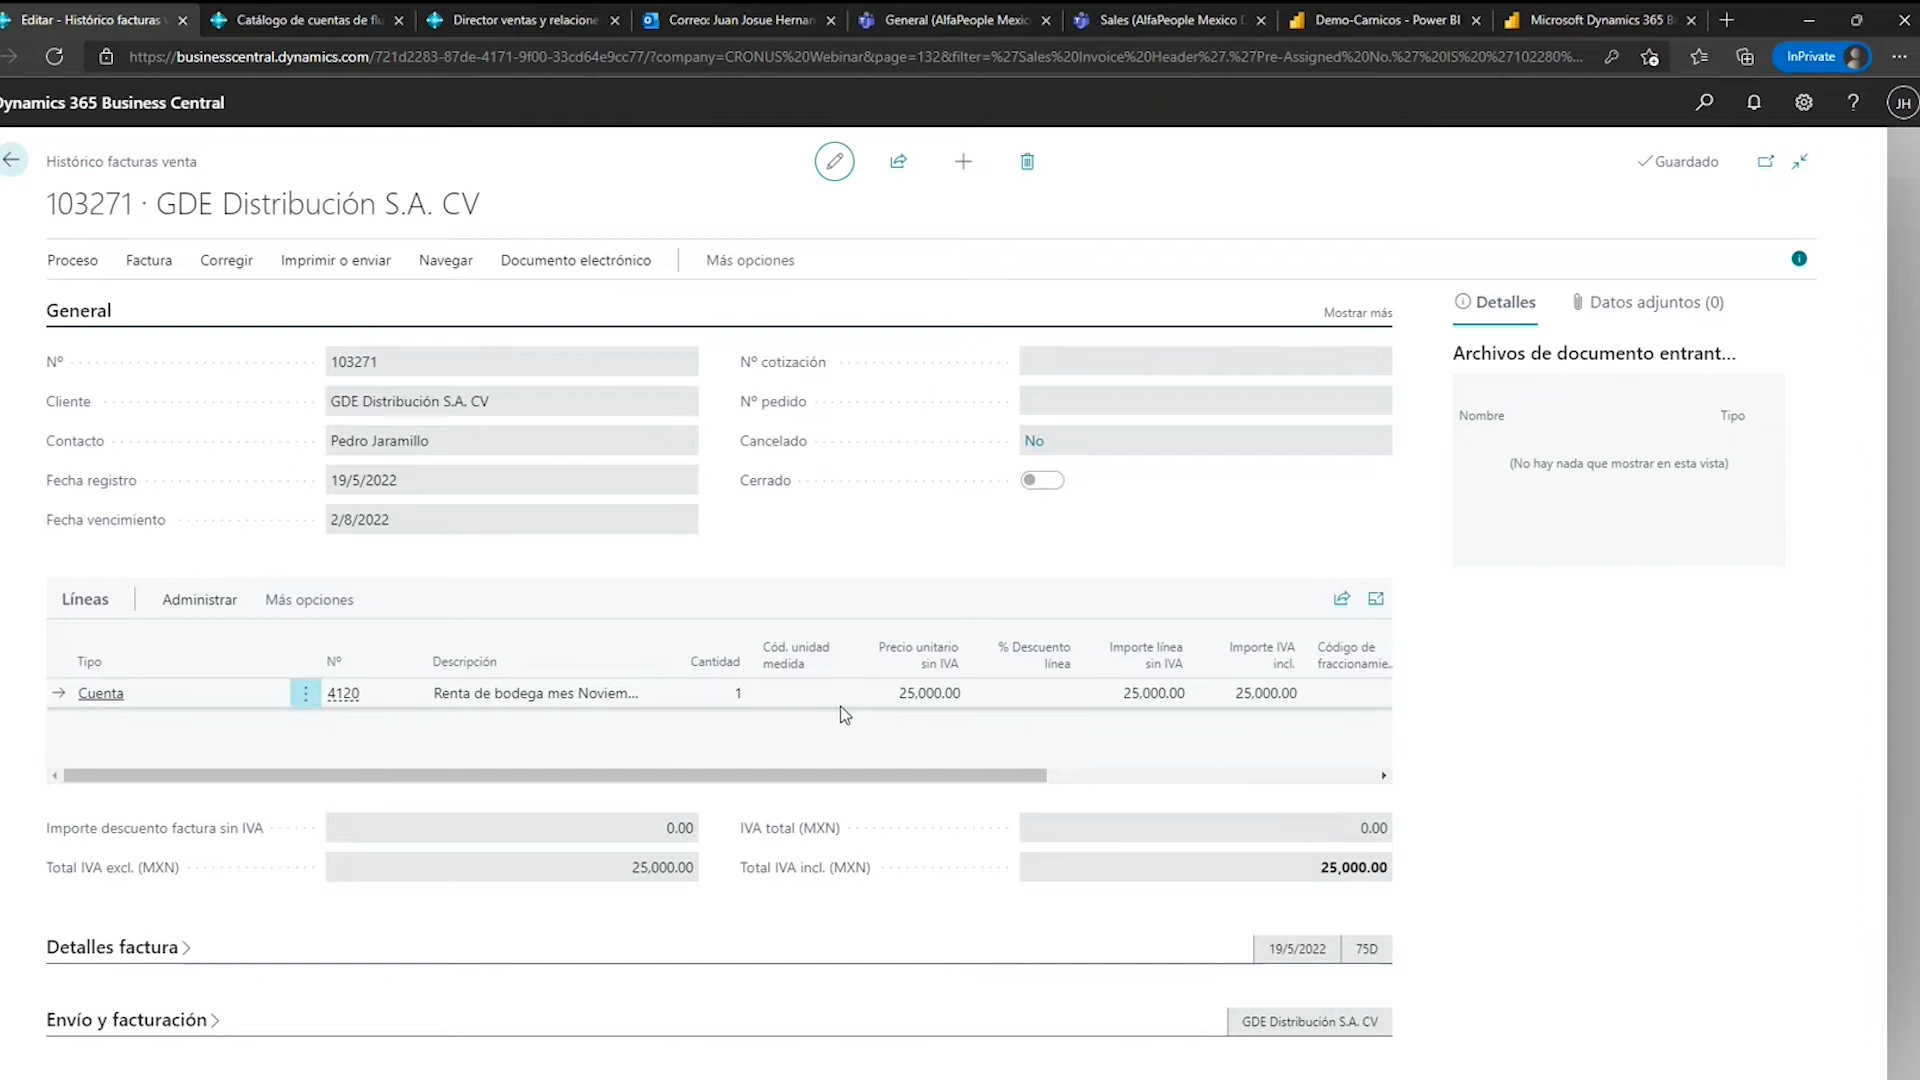 Editar - Histórico facturas
Catálogo de cuentas de flu
Director ventas y relacione
Correo: Juan Josue Hernan
General (AlfaPeople Mexic
Sales (AlfaPeople Mexico D
Demo-Carnicos - Power BI
Microsoft Dynamics 365 B
https://businesscentral.dynamics.com/721d2283-87de-4171-9f00-33cd64e9cc77/?company=CRONUS%20Webinar&page=132&filter=%27Sales%20Invoice%20Header%27.%27Pre-Assigned%20No.%27%20IS%20%27102280%...
InPrivate
Dynamics 365 Business Central
JH
Histórico facturas venta
Guardado
103271 · GDE Distribución S.A. CV
Proceso Factura Corregir Imprimir o enviar Navegar Documento electrónico Más opciones
General
Mostrar más
Nº 103271
Cliente GDE Distribución S.A. CV
Contacto Pedro Jaramillo
Fecha registro 19/5/2022
Fecha vencimiento 2/8/2022
Nº cotización
Nº pedido
Cancelado No
Cerrado
Detalles
Datos adjuntos (0)
Archivos de documento entrant...
Nombre Tipo
(No hay nada que mostrar en esta vista)
Líneas Administrar Más opciones
Tipo
Nº
Descripción
Cantidad
Cód. unidad
medida
Precio unitario
sin IVA
% Descuento
línea
Importe línea
sin IVA
Importe IVA
incl.
Código de
fraccionamie..
Cuenta 4120 Renta de bodega mes Noviem... 1 25,000.00 25,000.00 25,000.00
Importe descuento factura sin IVA 0.00
Total IVA excl. (MXN) 25,000.00
IVA total (MXN) 0.00
Total IVA incl. (MXN) 25,000.00
Detalles factura
19/5/2022 75D
Envío y facturación
GDE Distribución S.A. CV